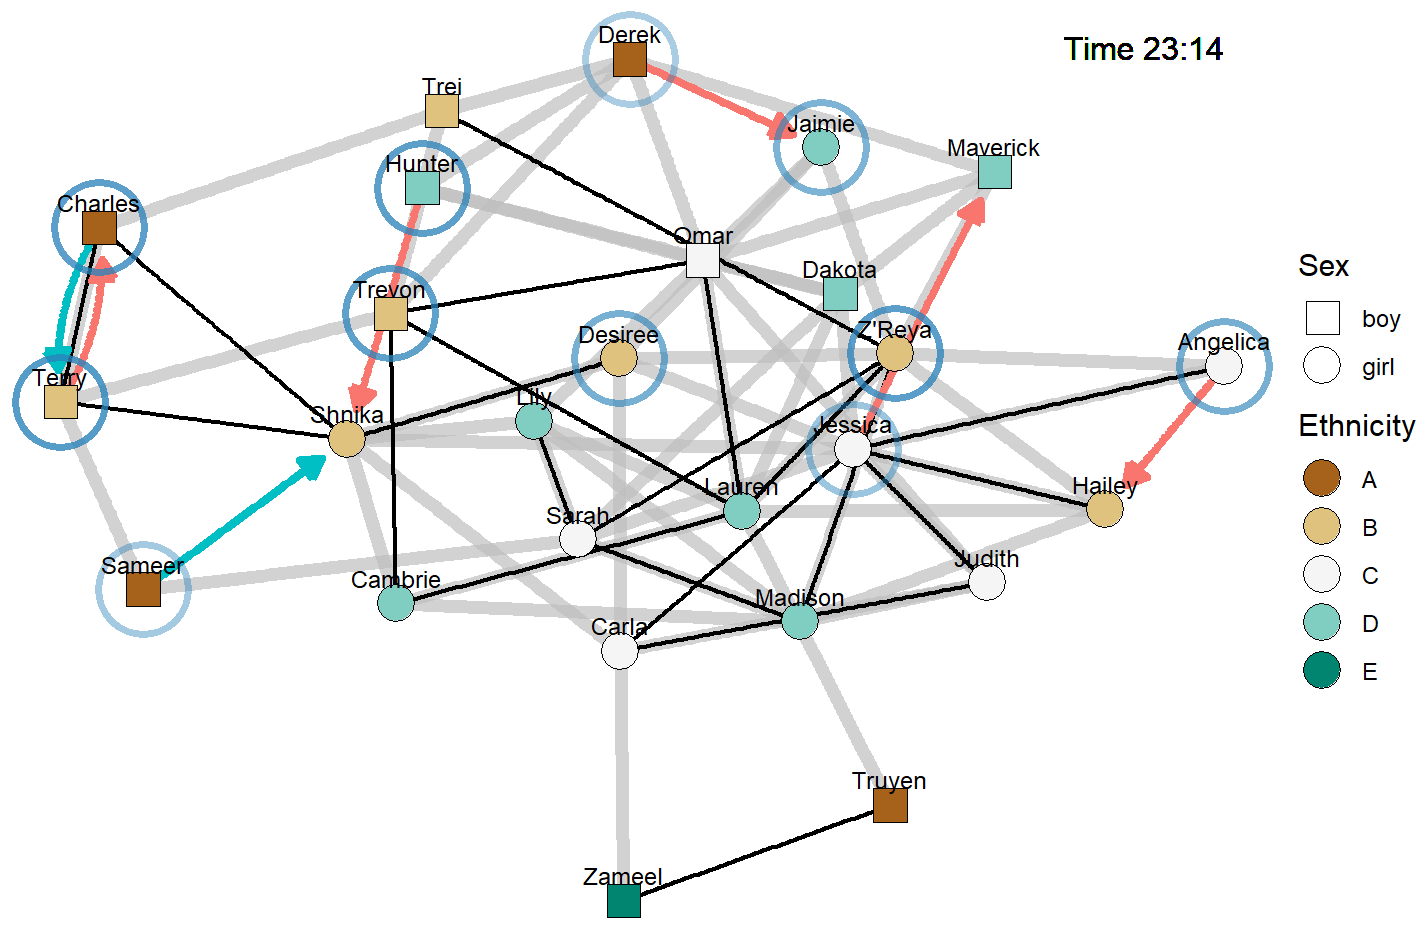 Derek
Time 23:14
Trei
Jaimie
Maverick
Hunter
Charles
Omar
Dakota
Trevon
Z'Reya
Desiree
Angelica
Terry
Lily
Shnika
Jessica
Lauren
Hailey
Sarah
Sameer
Cambrie
Judith
Madison
Carla
Truyen
Zameel
Sex
boy
girl
Ethnicity
A
B
C
D
E